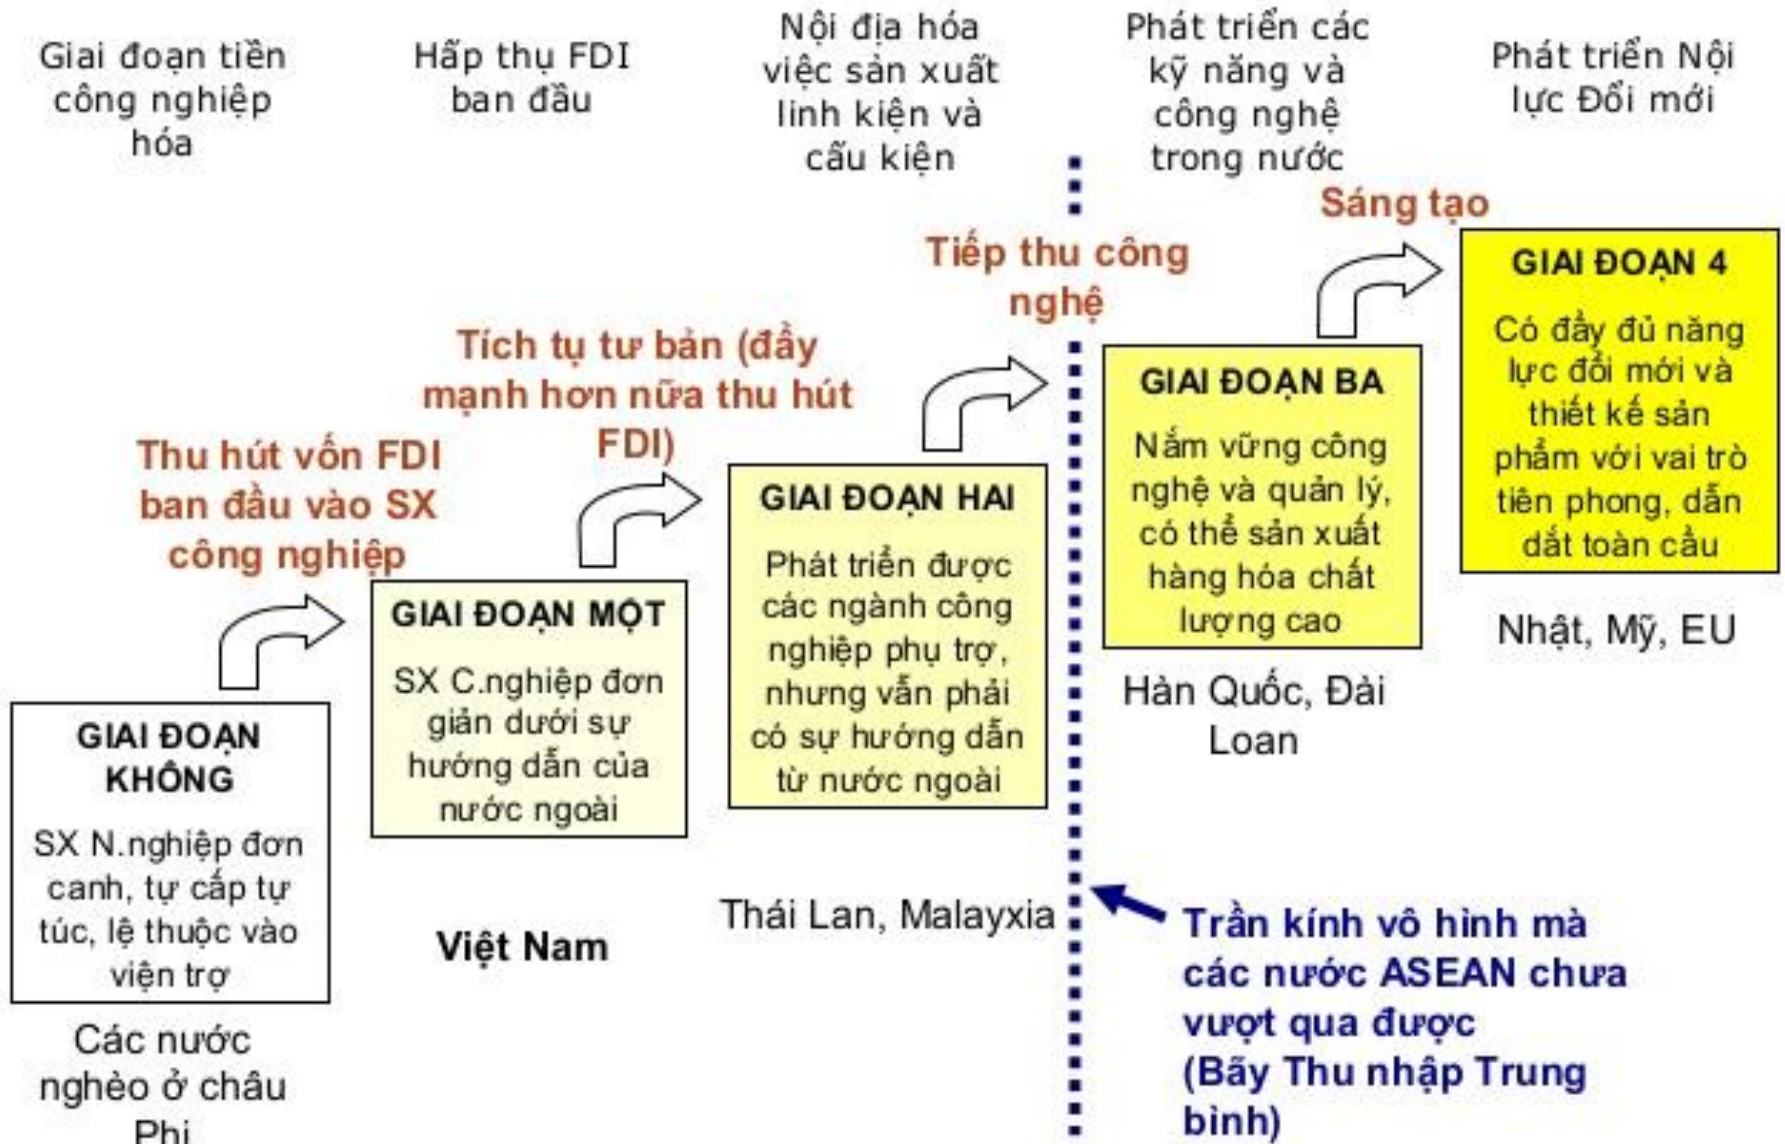 Giai đoạn tiền
công nghiệp
hóa
Hấp thụ FDI
ban đầu
Nội địa hóa
việc sản xuất
linh kiện và
cấu kiện
Phát triển các
kỹ năng và
công nghệ
trong nước
Phát triển Nội
lực Đổi mới
Sáng tạo
Tiếp thu công
nghệ
Tích tụ tư bản (đẩy
mạnh hơn nữa thu hút
FDI)
Thu hút vốn FDI
ban đầu vào SX
công nghiệp
GIAI ĐOẠN
KHÔNG
SX N.nghiệp đơn
canh, tự cấp tự
túc, lệ thuộc vào
viện trợ
Các nước
nghèo ở châu
Phi
GIAI ĐOẠN MỘT
SX C.nghiệp đơn
giản dưới sự
hướng dẫn của
nước ngoài
Việt Nam
GIAI ĐOẠN HAI
Phát triển được
các ngành công
nghiệp phụ trợ,
nhưng vẫn phải
có sự hướng dẫn
từ nước ngoài
Thái Lan, Malayxia
GIAI ĐOẠN BA
Nắm vững công
nghệ và quản lý,
có thể sản xuất
hàng hóa chất
lượng cao
Hàn Quốc, Đài
Loan
GIAI ĐOẠN 4
Có đầy đủ năng
lực đổi mới và
thiết kế sản
phẩm với vai trò
tiên phong, dẫn
dắt toàn cầu
Nhật, Mỹ, EU
Trần kính vô hình mà
các nước ASEAN chưa
vượt qua được
(Bẫy Thu nhập Trung
bình)